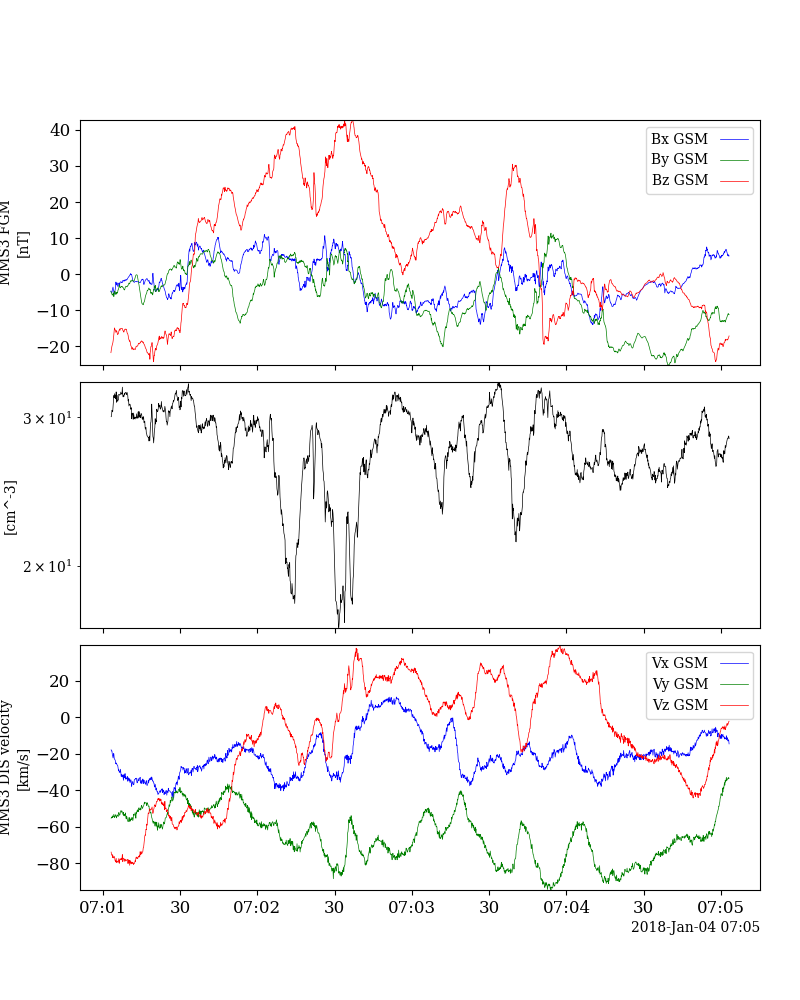 40
30
20
10
0
−10
−20
MMS3 FGM
[nT]
Bx GSM
By GSM
Bz GSM
3 × 10¹
2 × 10¹
[cm^-3]
20
0
−20
−40
−60
−80
MMS3 DIS velocity
[km/s]
Vx GSM
Vy GSM
Vz GSM
07:01 30 07:02 30 07:03 30 07:04 30 07:05
2018-Jan-04 07:05